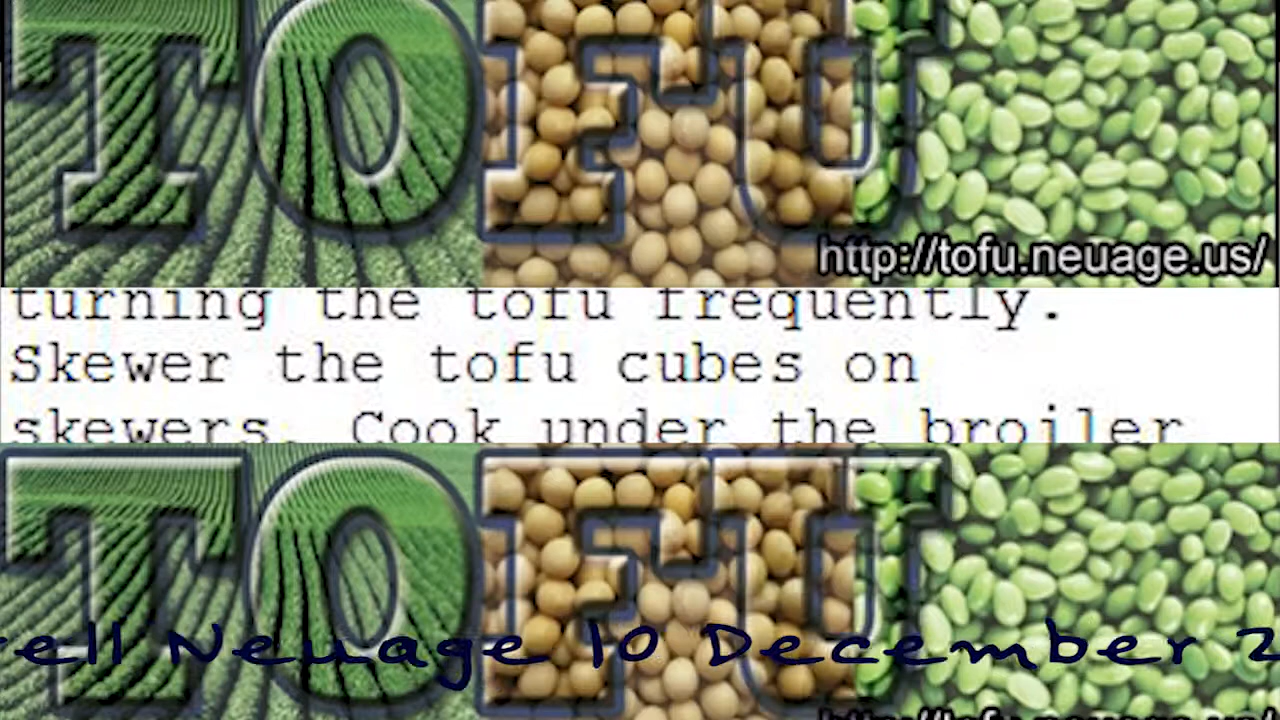 TOFU
http://tofu.neuage.us/
turning the tofu frequently.
Skewer the tofu cubes on
skewers. Cook under the broiler
TOFU
Neuage 10 December